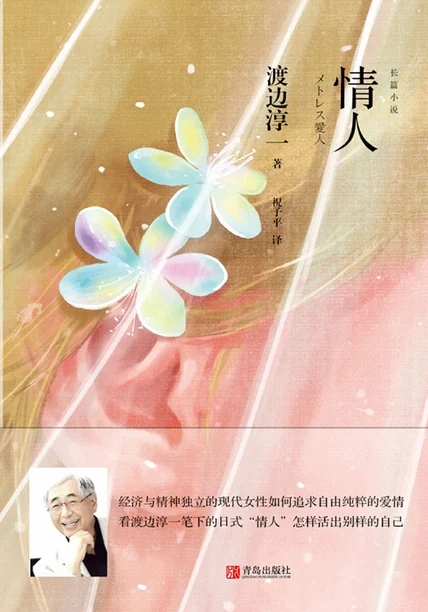 长篇小说
情人
メトレス愛人
渡边淳一 著
祝子平 译
经济与精神独立的现代女性如何追求自由纯粹的爱情
看渡边淳一笔下的日式“情人”怎样活出别样的自己
青岛出版社
QINGDAO PUBLISHING HOUSE